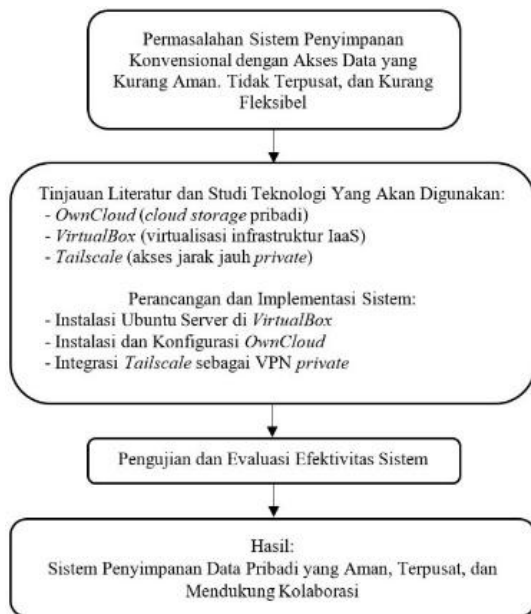 Permasalahan Sistem Penyimpanan
Konvensional dengan Akses Data yang
Kurang Aman. Tidak Terpusat, dan Kurang
Fleksibel
Tinjauan Literatur dan Studi Teknologi Yang Akan Digunakan:
- OwnCloud (cloud storage pribadi)
- VirtualBox (virtualisasi infrastruktur IaaS)
- Tailscale (akses jarak jauh private)
Perancangan dan Implementasi Sistem:
- Instalasi Ubuntu Server di VirtualBox
- Instalasi dan Konfigurasi OwnCloud
- Integrasi Tailscale sebagai VPN private
Pengujian dan Evaluasi Efektivitas Sistem
Hasil:
Sistem Penyimpanan Data Pribadi yang Aman, Terpusat, dan
Mendukung Kolaborasi